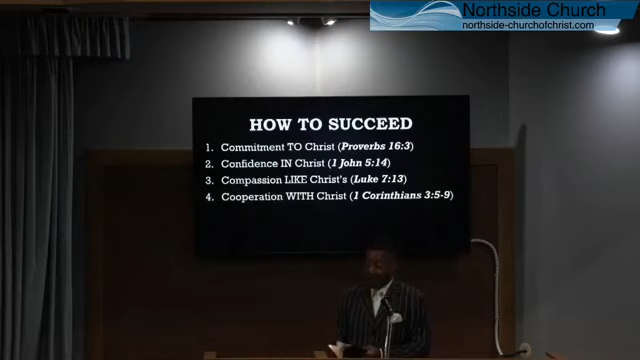 Northside Church
northside-churchofchrist.com
HOW TO SUCCEED
1. Commitment TO Christ (Proverbs 16:3)
2. Confidence IN Christ (1 John 5:14)
3. Compassion LIKE Christ's (Luke 7:13)
4. Cooperation WITH Christ (1 Corinthians 3:5-9)